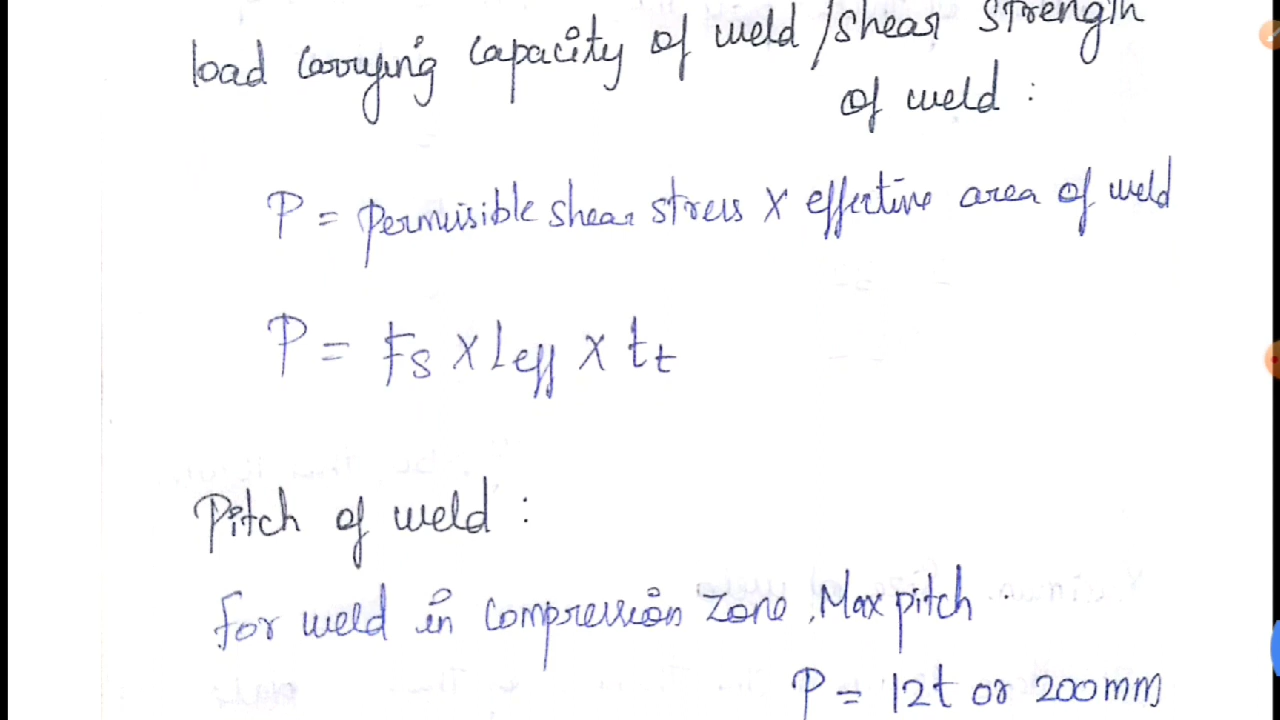 load carrying capacity of weld / shear strength
of weld :
P = permissible shear stress X effective area of weld
P = Fs X Leff X tt
Pitch of weld :
for weld in compression zone, Max pitch
P = 12t or 200mm